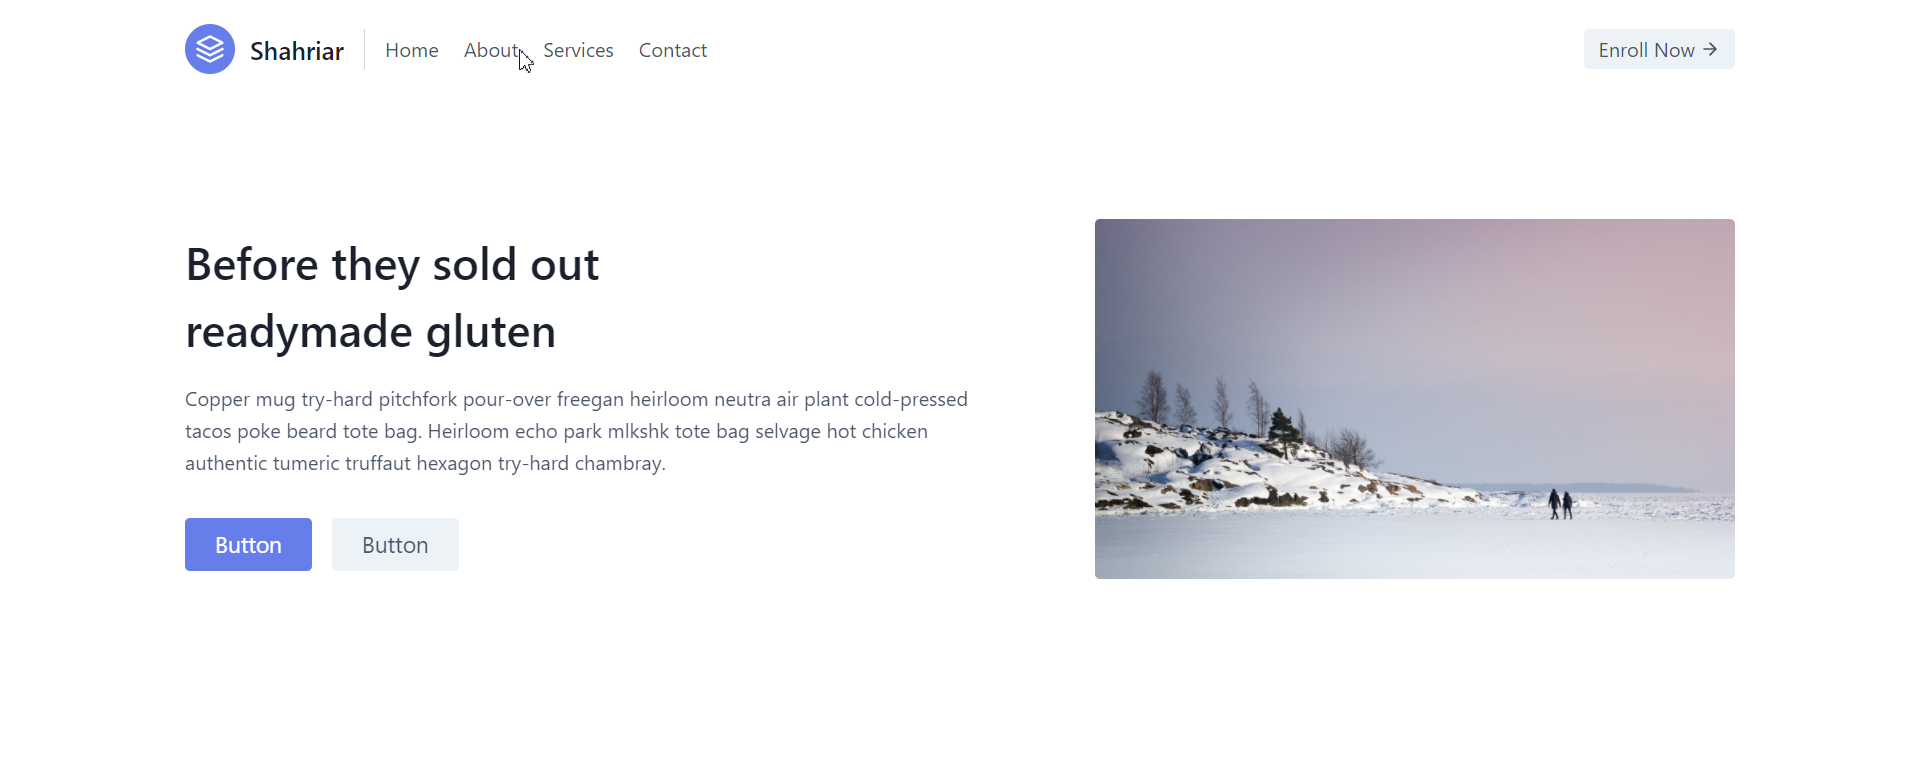 Shahriar
Home About Services Contact
Enroll Now →
Before they sold out
readymade gluten
Copper mug try-hard pitchfork pour-over freegan heirloom neutra air plant cold-pressed
tacos poke beard tote bag. Heirloom echo park mlkshk tote bag selvage hot chicken
authentic tumeric truffaut hexagon try-hard chambray.
Button Button